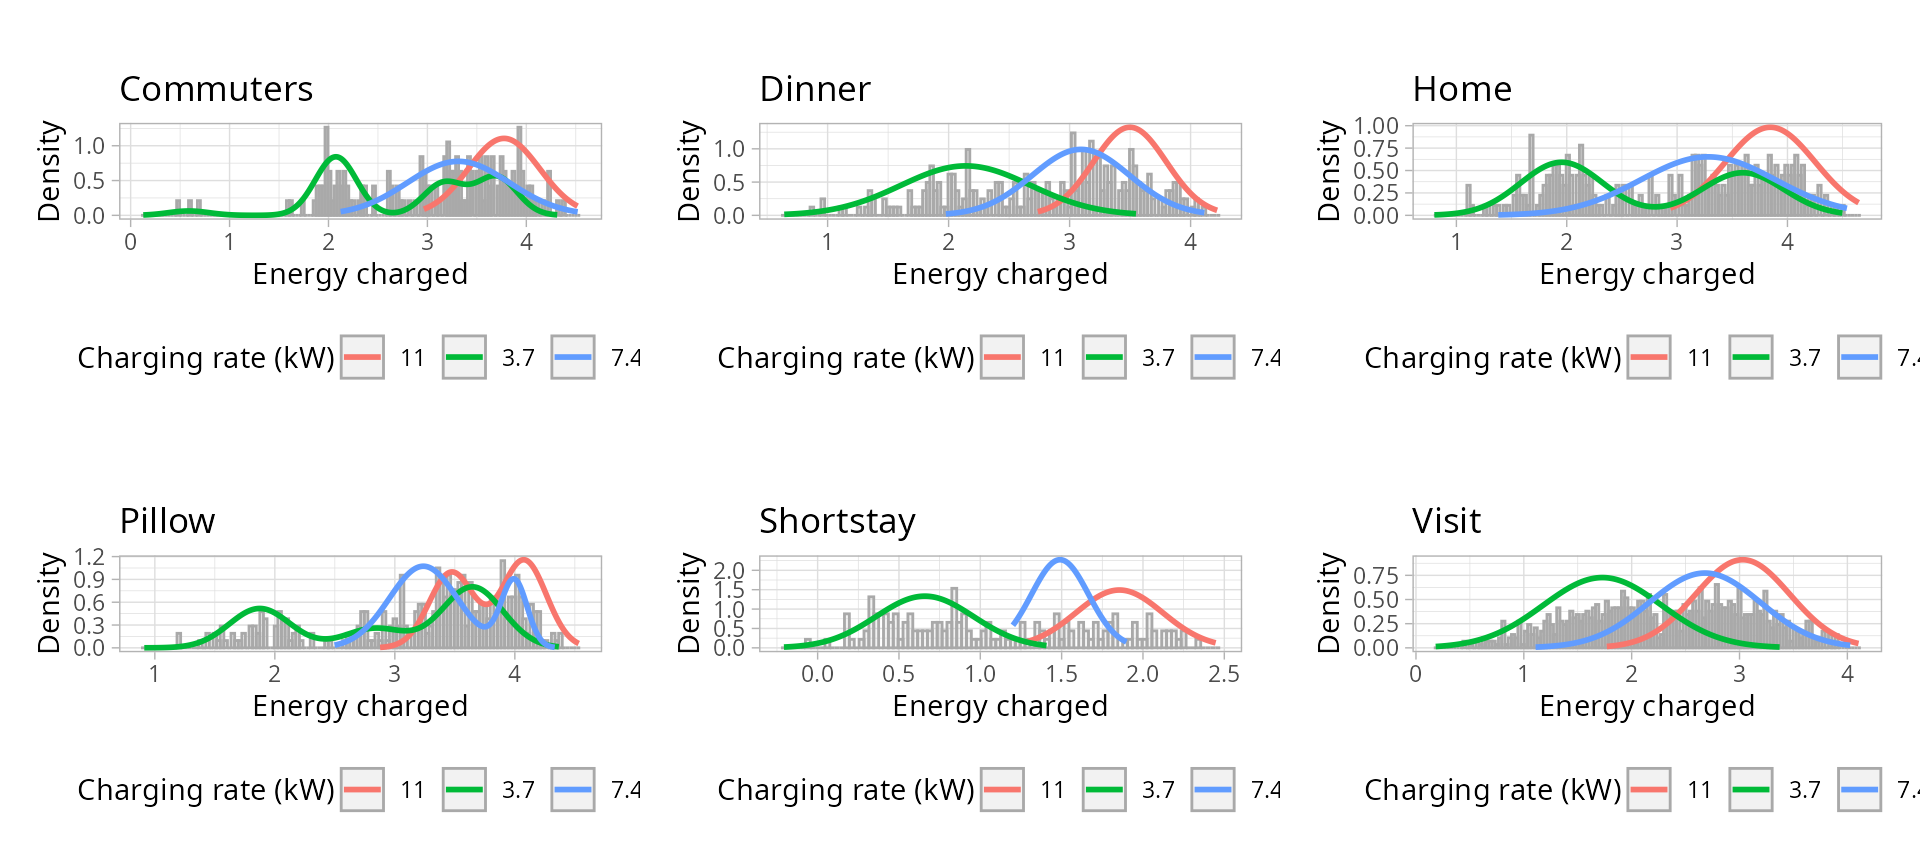 Commuters
Density
1.0
0.5
0.0
0 1 2 3 4
Energy charged
Charging rate (kW) 11 3.7 7.4
Dinner
Density
1.0
0.5
0.0
1 2 3 4
Energy charged
Charging rate (kW) 11 3.7 7.4
Home
Density
1.00
0.75
0.50
0.25
0.00
1 2 3 4
Energy charged
Charging rate (kW) 11 3.7 7.4
Pillow
Density
1.2
0.9
0.6
0.3
0.0
1 2 3 4
Energy charged
Charging rate (kW) 11 3.7 7.4
Shortstay
Density
2.0
1.5
1.0
0.5
0.0
0.0 0.5 1.0 1.5 2.0 2.5
Energy charged
Charging rate (kW) 11 3.7 7.4
Visit
Density
0.75
0.50
0.25
0.00
0 1 2 3 4
Energy charged
Charging rate (kW) 11 3.7 7.4